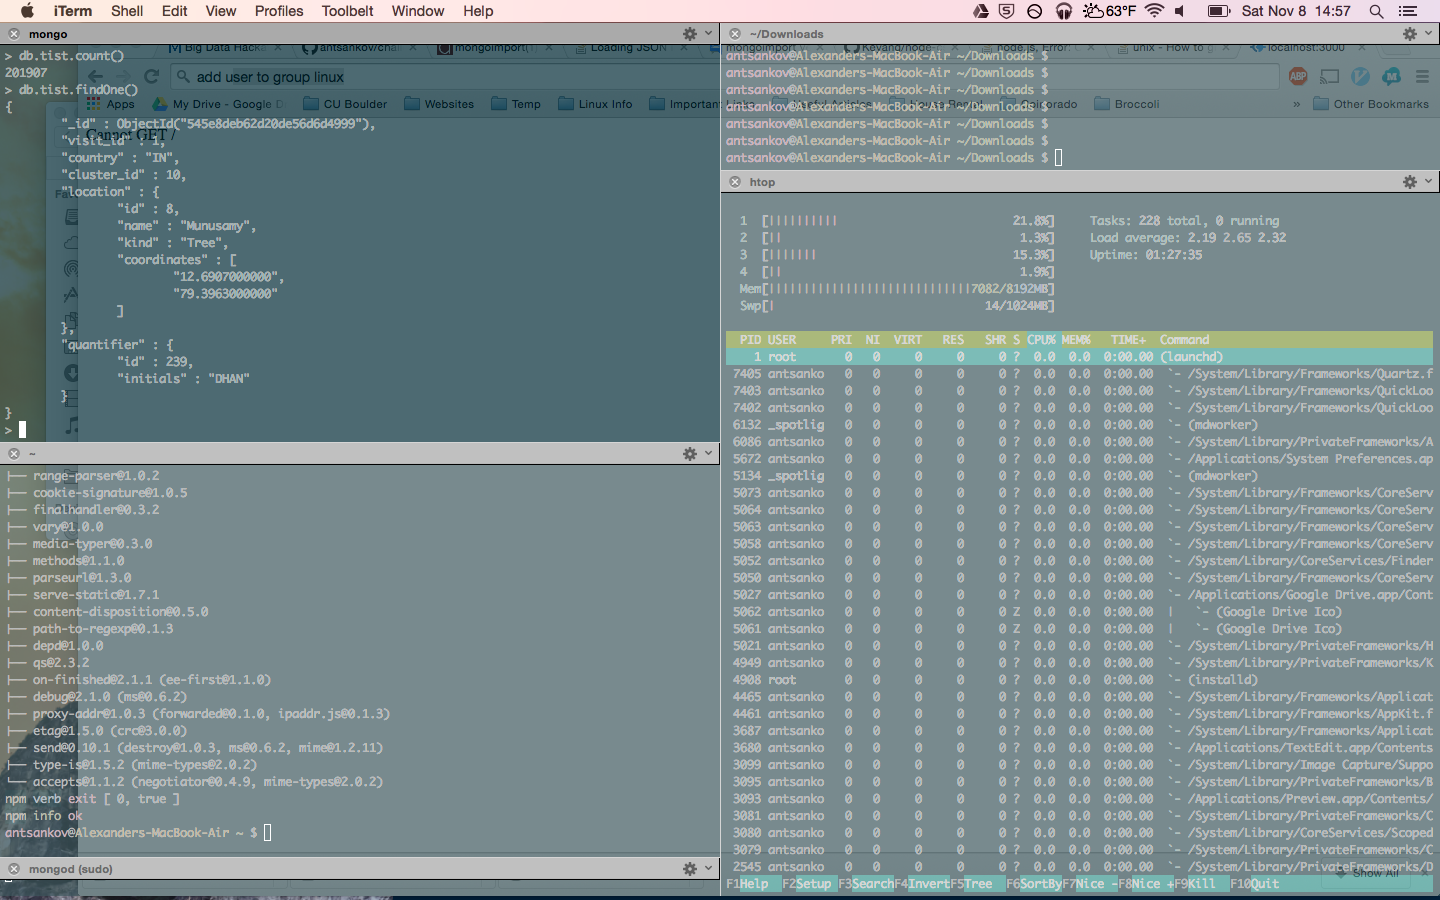 iTerm Shell Edit View Profiles Toolbelt Window Help 63°F Sat Nov 8 14:57
mongo
> db.tist.count()
201907
> db.tist.findOne()
{
"_id" : ObjectId("545e8deb62d20de56d6d4999"),
"visit_id" : 1,
"country" : "IN",
"cluster_id" : 10,
"location" : {
"id" : 8,
"name" : "Munusamy",
"kind" : "Tree",
"coordinates" : [
"12.6907000000",
"79.3963000000"
]
},
"quantifier" : {
"id" : 239,
"initials" : "DHAN"
}
}
>
Big Data Hack
antsankov/cha
mongoimport(1
Loading JSON
add user to group linux
Apps My Drive - Google D CU Boulder Websites Temp Linux Info Important
Cannot GET /
~
├── range-parser@1.0.2
├── cookie-signature@1.0.5
├── finalhandler@0.3.2
├── vary@1.0.0
├── media-typer@0.3.0
├── methods@1.1.0
├── parseurl@1.3.0
├── serve-static@1.7.1
├── content-disposition@0.5.0
├── path-to-regexp@0.1.3
├── depd@1.0.0
├── qs@2.3.2
├── on-finished@2.1.1 (ee-first@1.1.0)
├── debug@2.1.0 (ms@0.6.2)
├── proxy-addr@1.0.3 (forwarded@0.1.0, ipaddr.js@0.1.3)
├── etag@1.5.0 (crc@3.0.0)
├── send@0.10.1 (destroy@1.0.3, ms@0.6.2, mime@1.2.11)
├── type-is@1.5.2 (mime-types@2.0.2)
└── accepts@1.1.2 (negotiator@0.4.9, mime-types@2.0.2)
npm verb exit [ 0, true ]
npm info ok
antsankov@Alexanders-MacBook-Air ~ $
mongod (sudo)
~/Downloads
mongoimport Keyand/node- node.js, Error: unix - How to g localhost:3000
antsankov@Alexanders-MacBook-Air ~/Downloads $
antsankov@Alexanders-MacBook-Air ~/Downloads $
antsankov@Alexanders-MacBook-Air ~/Downloads $
antsankov@Alexanders-MacBook-Air ~/Downloads $
antsankov@Alexanders-MacBook-Air ~/Downloads $
antsankov@Alexanders-MacBook-Air ~/Downloads $
antsankov@Alexanders-MacBook-Air ~/Downloads $
ABP
Colorado Broccoli » Other Bookmarks
htop
1 [|||||||||| 21.8%] Tasks: 228 total, 0 running
2 [|| 1.3%] Load average: 2.19 2.65 2.32
3 [||||||| 15.3%] Uptime: 01:27:35
4 [|| 1.9%]
Mem[|||||||||||||||||||||||||||||7082/8192MB]
Swp[| 14/1024MB]
PID USER PRI NI VIRT RES SHR S CPU% MEM% TIME+ Command
1 root 0 0 0 0 0 ? 0.0 0.0 0:00.00 (launchd)
7405 antsanko 0 0 0 0 0 ? 0.0 0.0 0:00.00 `- /System/Library/Frameworks/Quartz.f
7403 antsanko 0 0 0 0 0 ? 0.0 0.0 0:00.00 `- /System/Library/Frameworks/QuickLoo
7402 antsanko 0 0 0 0 0 ? 0.0 0.0 0:00.00 `- /System/Library/Frameworks/QuickLoo
6132 _spotlig 0 0 0 0 0 ? 0.0 0.0 0:00.00 `- (mdworker)
6086 antsanko 0 0 0 0 0 ? 0.0 0.0 0:00.00 `- /System/Library/PrivateFrameworks/A
5672 antsanko 0 0 0 0 0 ? 0.0 0.0 0:00.00 `- /Applications/System Preferences.ap
5134 _spotlig 0 0 0 0 0 ? 0.0 0.0 0:00.00 `- (mdworker)
5073 antsanko 0 0 0 0 0 ? 0.0 0.0 0:00.00 `- /System/Library/Frameworks/CoreServ
5064 antsanko 0 0 0 0 0 ? 0.0 0.0 0:00.00 `- /System/Library/Frameworks/CoreServ
5063 antsanko 0 0 0 0 0 ? 0.0 0.0 0:00.00 `- /System/Library/Frameworks/CoreServ
5058 antsanko 0 0 0 0 0 ? 0.0 0.0 0:00.00 `- /System/Library/Frameworks/CoreServ
5052 antsanko 0 0 0 0 0 ? 0.0 0.0 0:00.00 `- /System/Library/CoreServices/Finder
5050 antsanko 0 0 0 0 0 ? 0.0 0.0 0:00.00 `- /System/Library/Frameworks/CoreServ
5027 antsanko 0 0 0 0 0 ? 0.0 0.0 0:00.00 `- /Applications/Google Drive.app/Cont
5062 antsanko 0 0 0 0 0 Z 0.0 0.0 0:00.00 | `- (Google Drive Ico)
5061 antsanko 0 0 0 0 0 Z 0.0 0.0 0:00.00 | `- (Google Drive Ico)
5021 antsanko 0 0 0 0 0 ? 0.0 0.0 0:00.00 `- /System/Library/PrivateFrameworks/H
4949 antsanko 0 0 0 0 0 ? 0.0 0.0 0:00.00 `- /System/Library/PrivateFrameworks/K
4908 root 0 0 0 0 0 ? 0.0 0.0 0:00.00 `- (installd)
4465 antsanko 0 0 0 0 0 ? 0.0 0.0 0:00.00 `- /System/Library/Frameworks/Applicat
4461 antsanko 0 0 0 0 0 ? 0.0 0.0 0:00.00 `- /System/Library/Frameworks/AppKit.f
3687 antsanko 0 0 0 0 0 ? 0.0 0.0 0:00.00 `- /System/Library/Frameworks/Applicat
3680 antsanko 0 0 0 0 0 ? 0.0 0.0 0:00.00 `- /Applications/TextEdit.app/Contents
3099 antsanko 0 0 0 0 0 ? 0.0 0.0 0:00.00 `- /System/Library/Image Capture/Suppo
3095 antsanko 0 0 0 0 0 ? 0.0 0.0 0:00.00 `- /System/Library/PrivateFrameworks/B
3093 antsanko 0 0 0 0 0 ? 0.0 0.0 0:00.00 `- /Applications/Preview.app/Contents/
3081 antsanko 0 0 0 0 0 ? 0.0 0.0 0:00.00 `- /System/Library/PrivateFrameworks/C
3080 antsanko 0 0 0 0 0 ? 0.0 0.0 0:00.00 `- /System/Library/CoreServices/Scoped
3079 antsanko 0 0 0 0 0 ? 0.0 0.0 0:00.00 `- /System/Library/PrivateFrameworks/C
2545 antsanko 0 0 0 0 0 ? 0.0 0.0 0:00.00 `- /System/Library/PrivateFrameworks/D
F1Help F2Setup F3SearchF4InvertF5Tree F6SortByF7Nice -F8Nice +F9Kill F10Quit
Show All